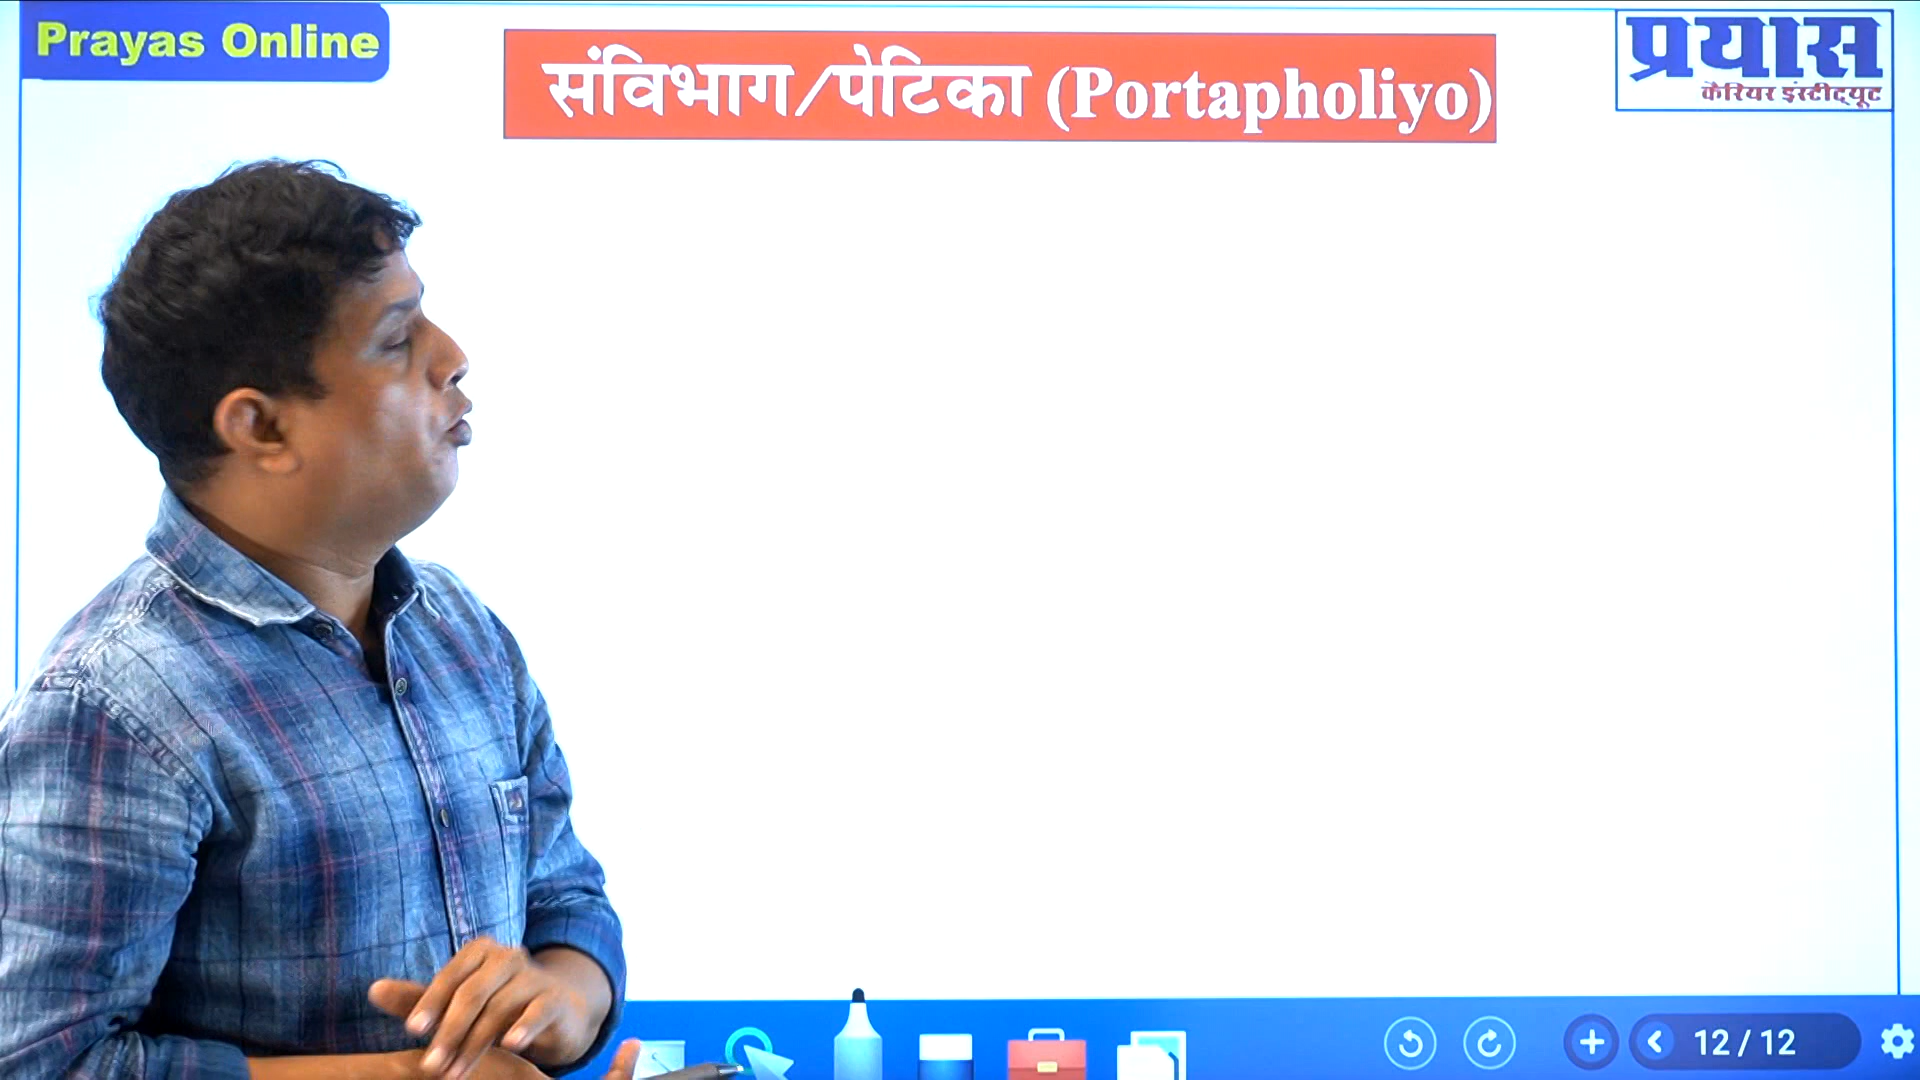 Prayas Online
संविभाग/पेटिका (Portapholiyo)
प्रयास
कॅरियर इंस्टीट्यूट
12 / 12